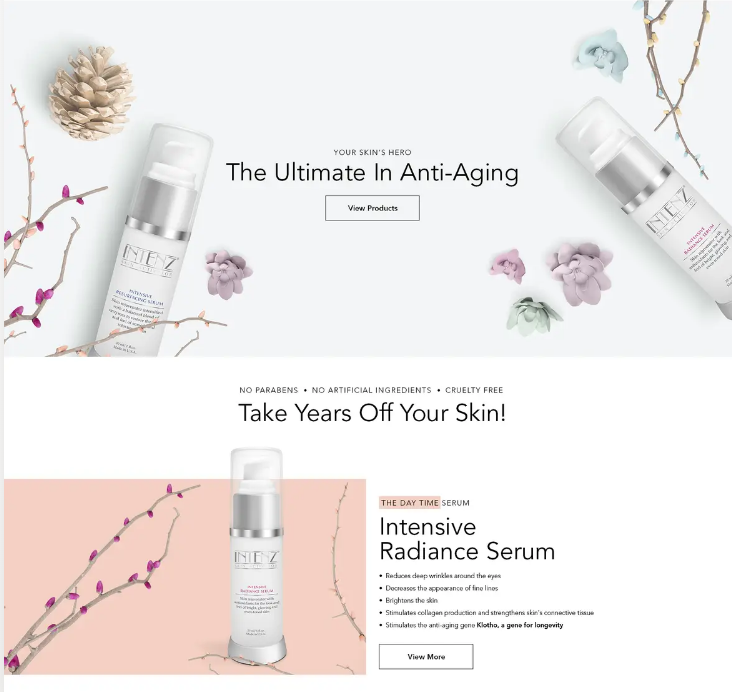 YOUR SKIN'S HERO
The Ultimate In Anti-Aging
View Products
INTENZ
INTENSIVE
RESURFACING SERUM
INTENZ
INTENSIVE
RADIANCE SERUM
NO PARABENS • NO ARTIFICIAL INGREDIENTS • CRUELTY FREE
Take Years Off Your Skin!
INTENZ
INTENSIVE
RADIANCE SERUM
THE DAY TIME SERUM
Intensive
Radiance Serum
• Reduces deep wrinkles around the eyes
• Decreases the appearance of fine lines
• Brightens the skin
• Stimulates collagen production and strengthens skin's connective tissue
• Stimulates the anti-aging gene Klotho, a gene for longevity
View More